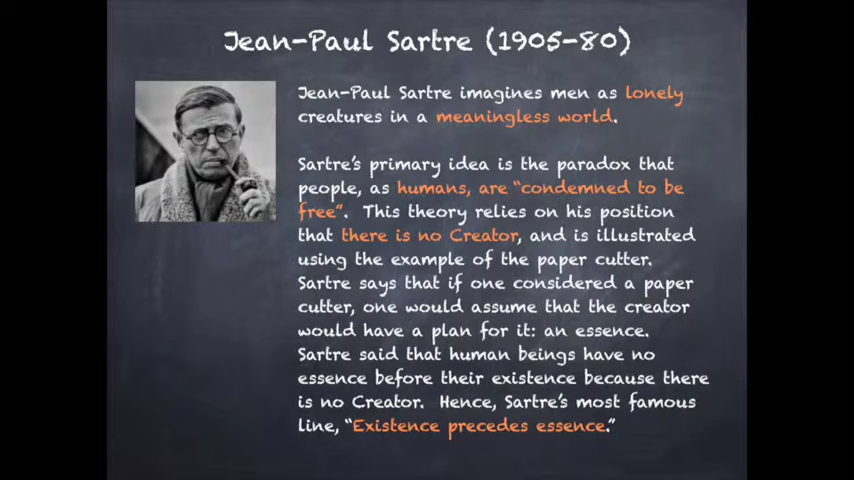 Jean-Paul Sartre (1905-80)
Jean-Paul Sartre imagines men as lonely
creatures in a meaningless world.
Sartre's primary idea is the paradox that
people, as humans, are "condemned to be
free". This theory relies on his position
that there is no Creator, and is illustrated
using the example of the paper cutter.
Sartre says that if one considered a paper
cutter, one would assume that the creator
would have a plan for it: an essence.
Sartre said that human beings have no
essence before their existence because there
is no Creator. Hence, Sartre's most famous
line, "Existence precedes essence."